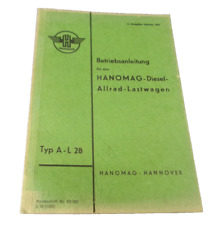 Betriebsanleitung
für den
HANOMAG-Diesel-
Allrad-Lastwagen
Typ A-L 28
HANOMAG · HANNOVER